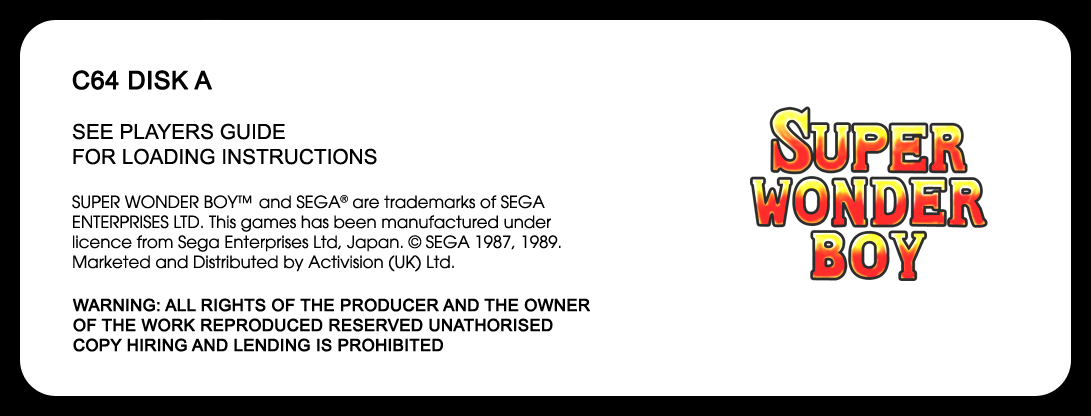 C64 DISK A
SEE PLAYERS GUIDE
FOR LOADING INSTRUCTIONS
SUPER WONDER BOY™ and SEGA® are trademarks of SEGA
ENTERPRISES LTD. This games has been manufactured under
licence from Sega Enterprises Ltd, Japan. © SEGA 1987, 1989.
Marketed and Distributed by Activision (UK) Ltd.
WARNING: ALL RIGHTS OF THE PRODUCER AND THE OWNER
OF THE WORK REPRODUCED RESERVED UNATHORISED
COPY HIRING AND LENDING IS PROHIBITED
SUPER
WONDER
BOY